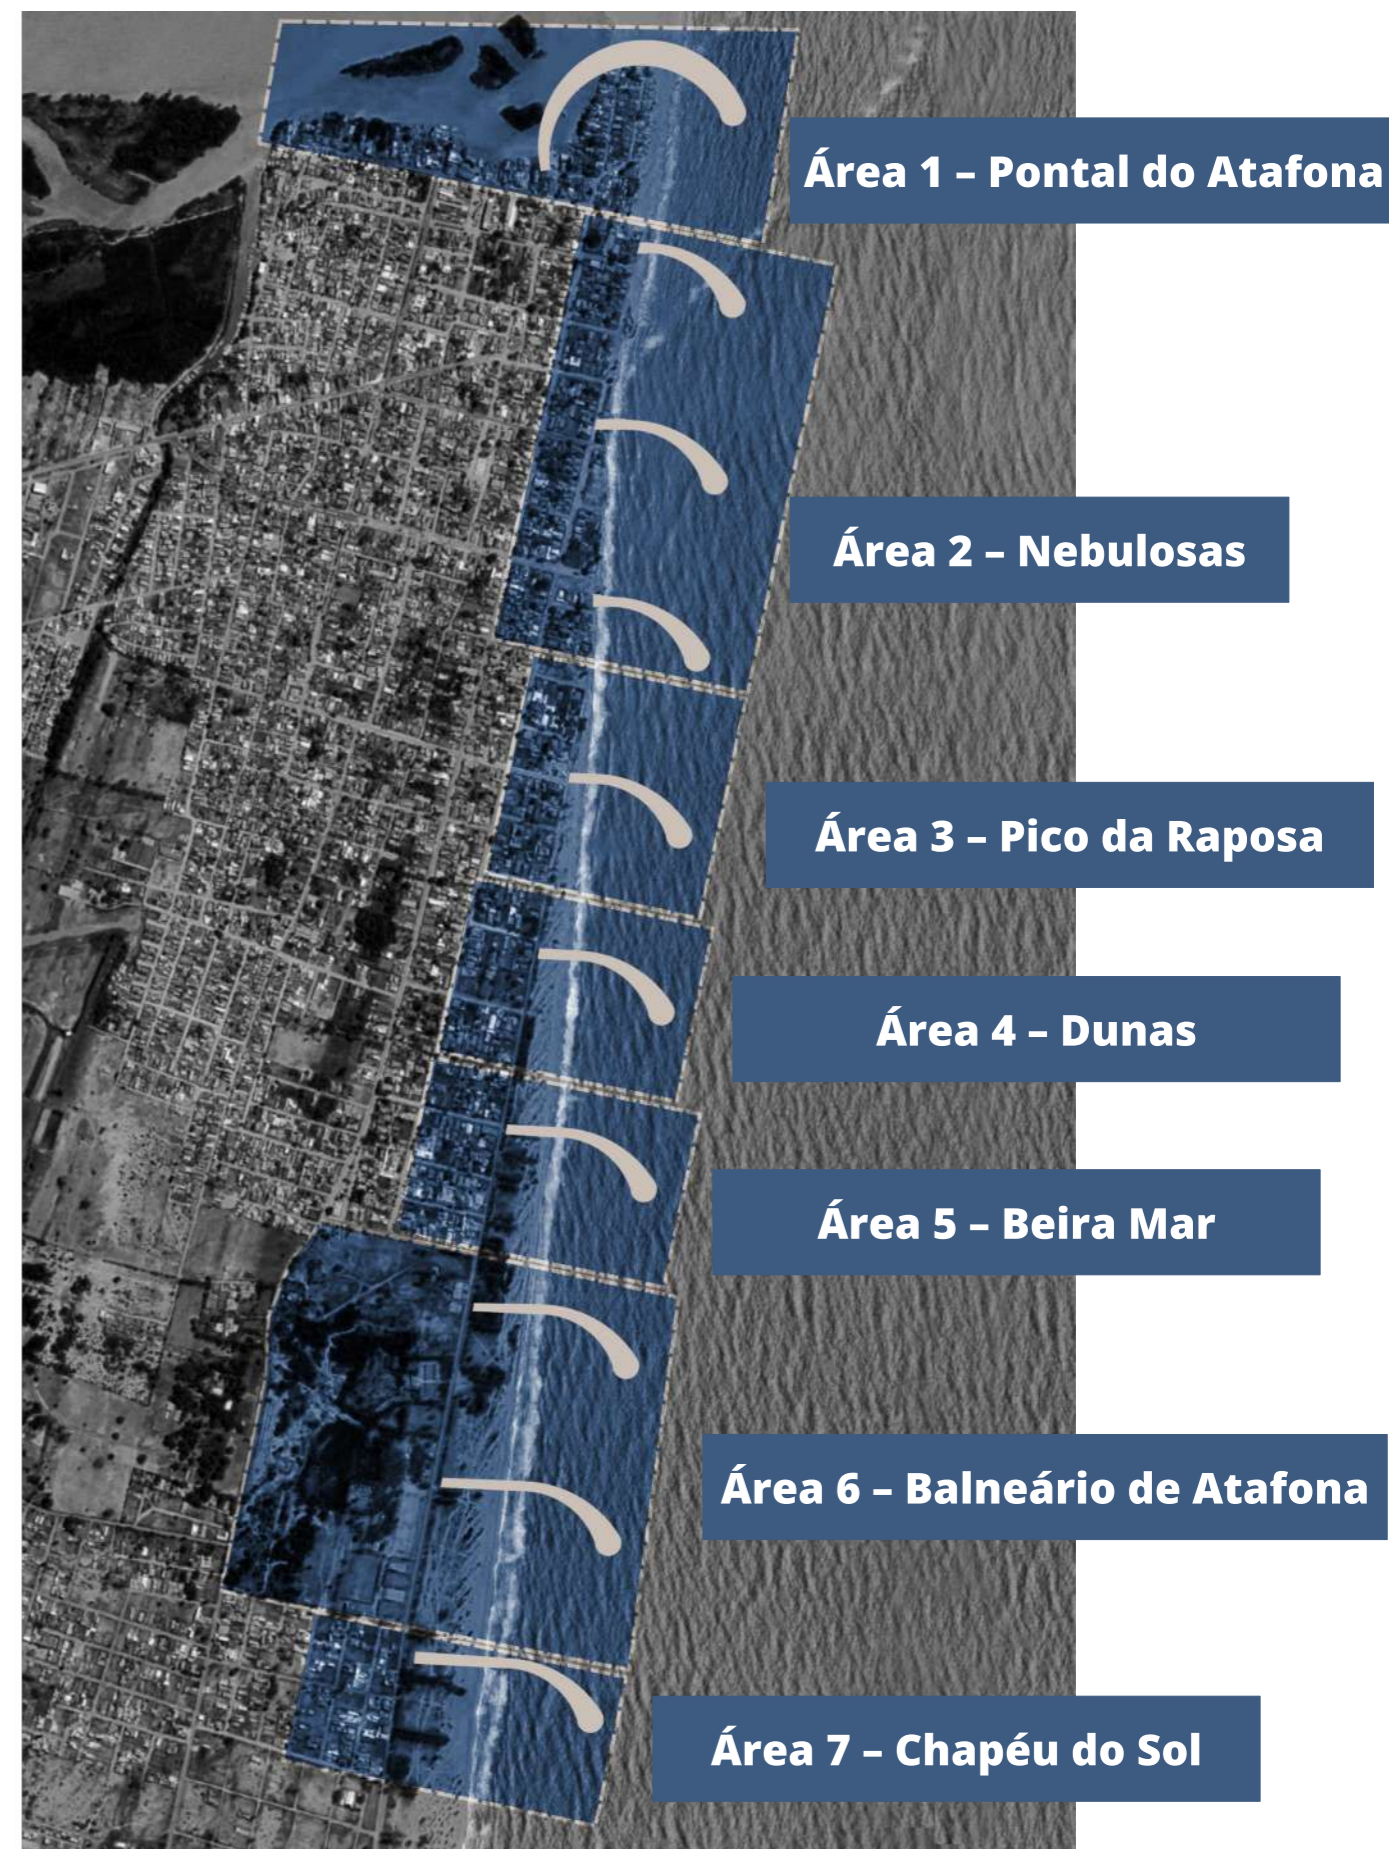 Área 1 – Pontal do Atafona
Área 2 – Nebulosas
Área 3 – Pico da Raposa
Área 4 – Dunas
Área 5 – Beira Mar
Área 6 – Balneário de Atafona
Área 7 – Chapéu do Sol